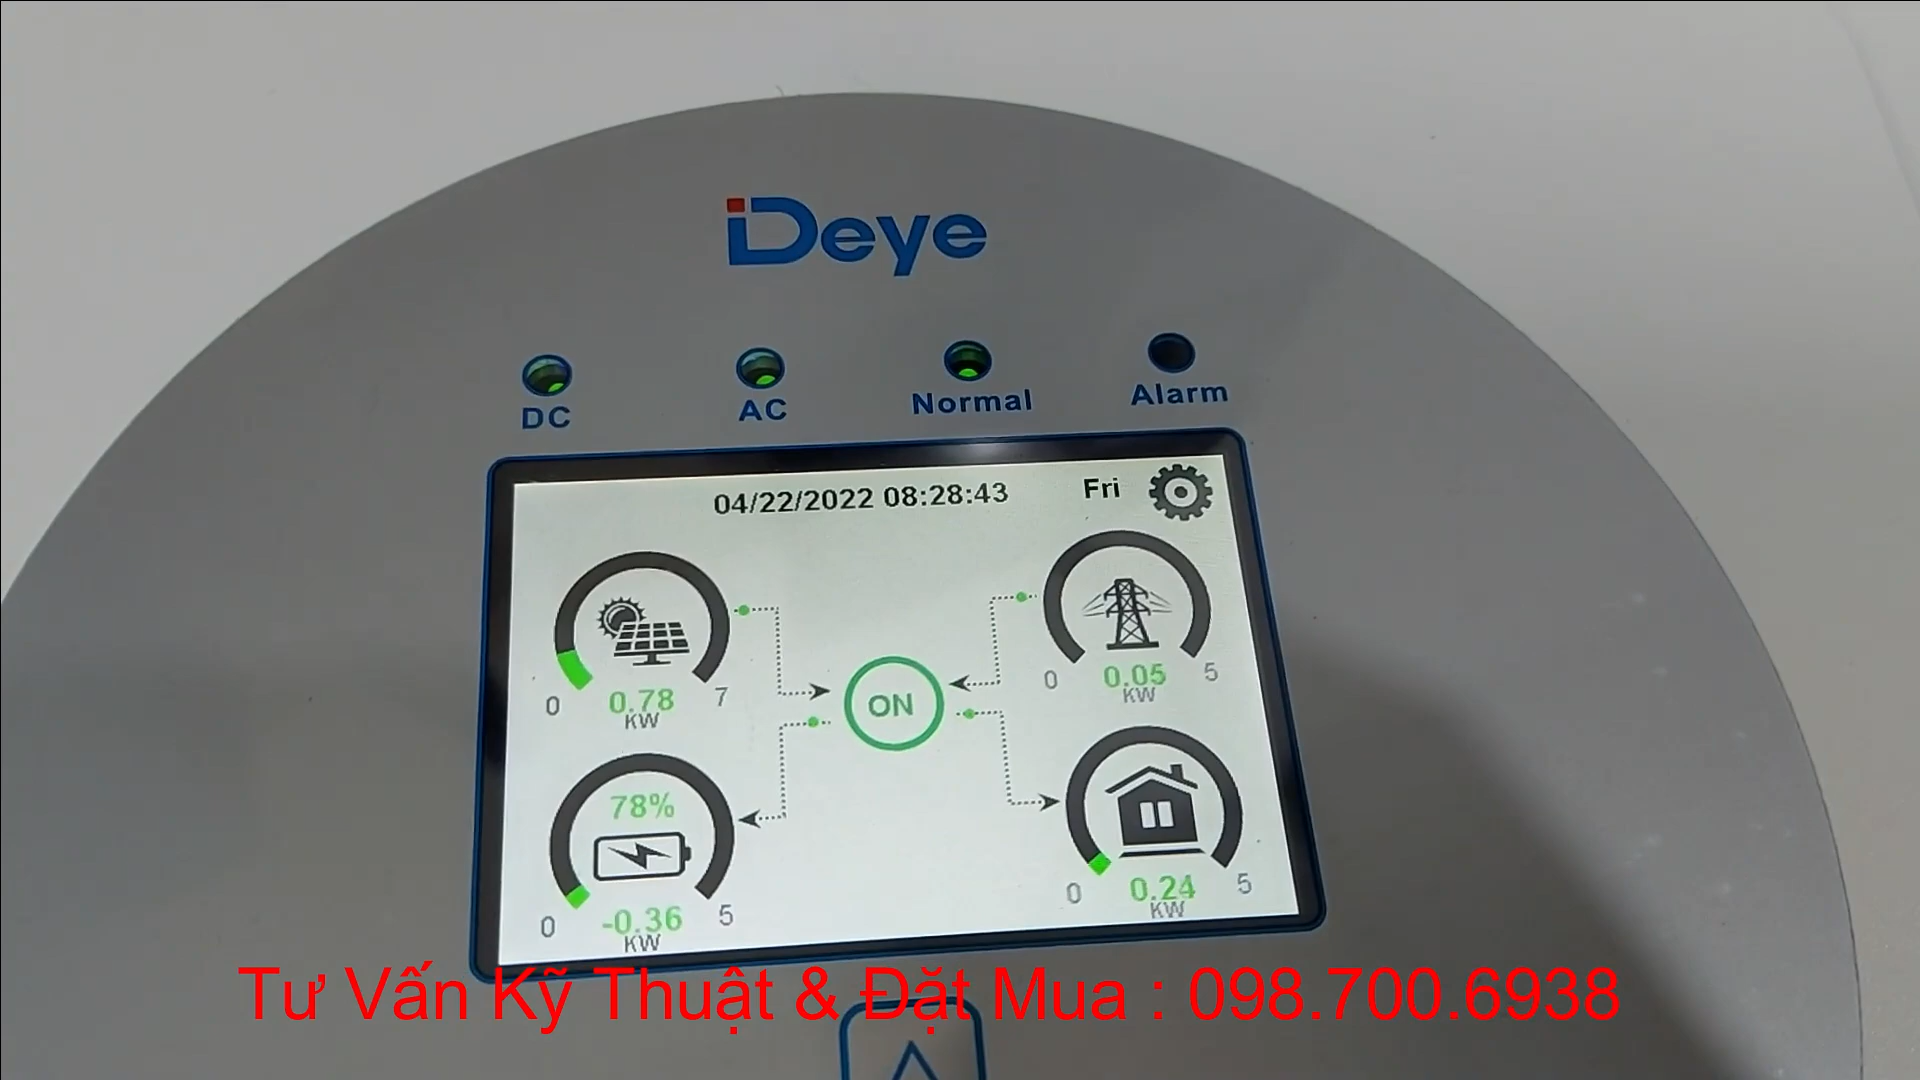 Deye
DC AC Normal Alarm
04/22/2022 08:28:43 Fri
0 0.78 7
KW
0 0.05 5
KW
ON
78%
0 -0.36 5
KW
0 0.24 5
KW
Tư Vấn Kỹ Thuật & Đặt Mua : 098.700.6938